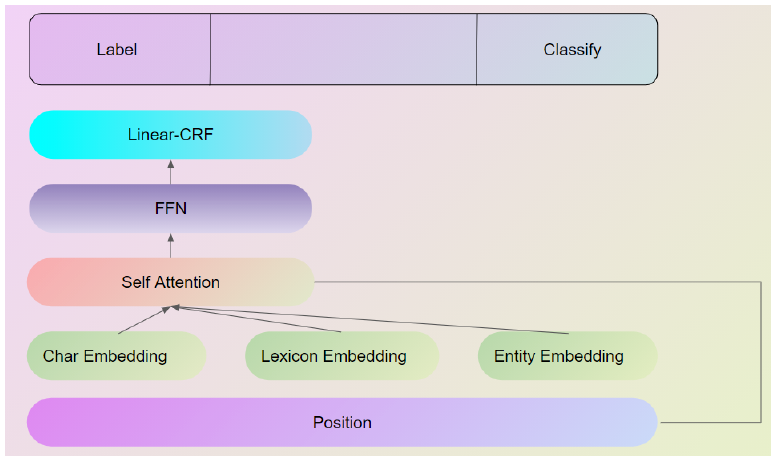 Label
Classify
Linear-CRF
FFN
Self Attention
Char Embedding
Lexicon Embedding
Entity Embedding
Position